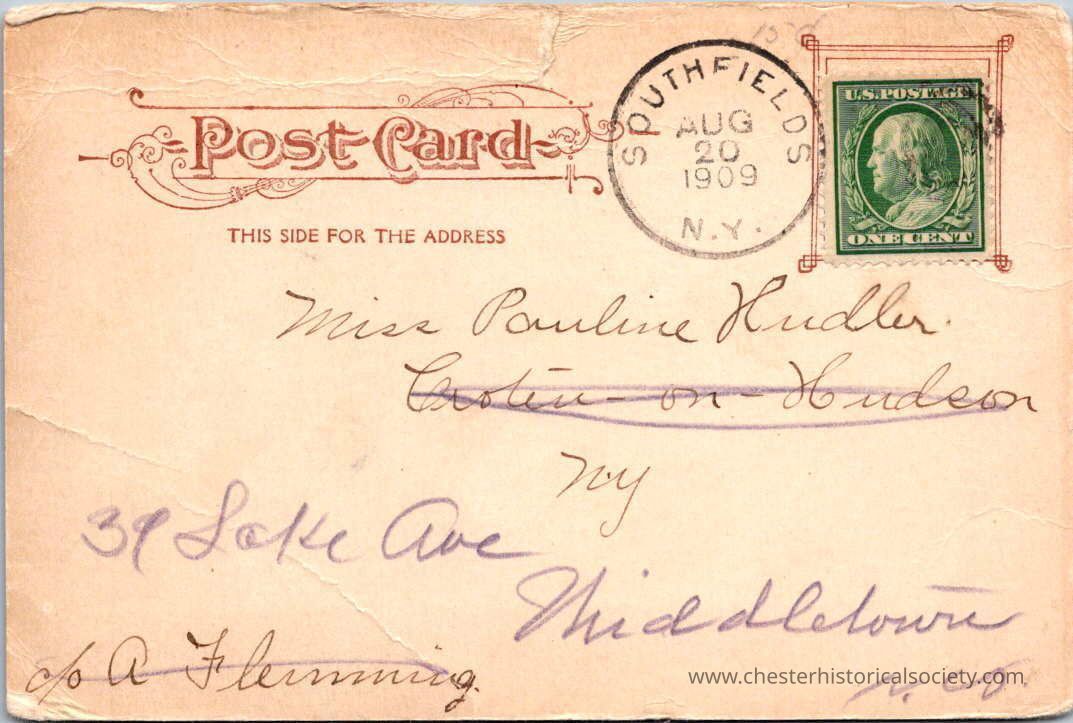 Post Card
THIS SIDE FOR THE ADDRESS
SOUTHFIELDS
AUG
20
1909
N.Y.
U.S. POSTAGE
ONE CENT
Miss Pauline Hudler
Croton-on-Hudson
NY
39 Lake Ave
Middletown
c/o A Flemming
www.chesterhistoricalsociety.com